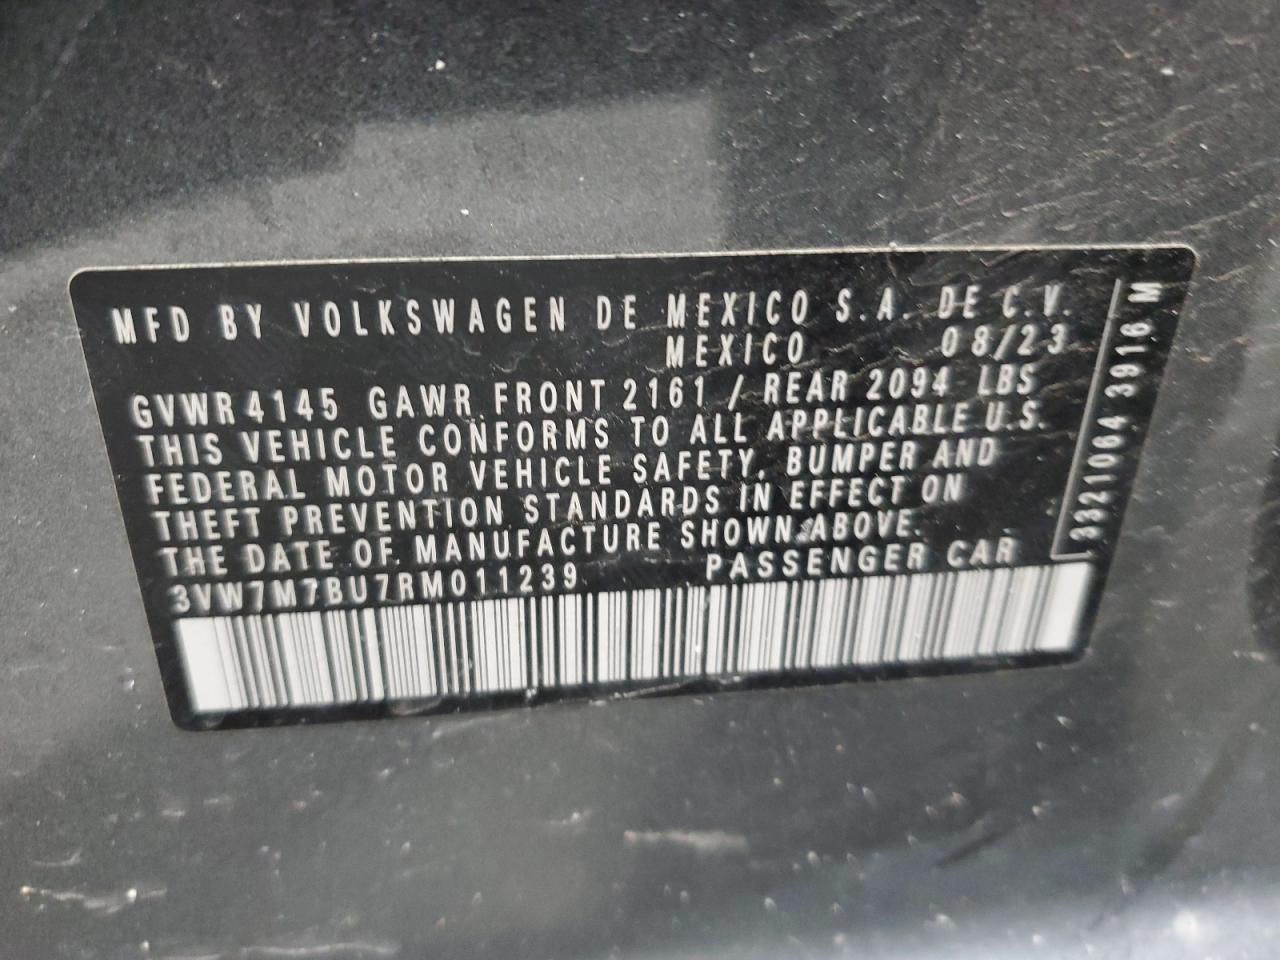 MFD BY VOLKSWAGEN DE MEXICO S.A. DE C.V.
MEXICO 08/23
GVWR 4145 GAWR FRONT 2161 / REAR 2094 LBS
THIS VEHICLE CONFORMS TO ALL APPLICABLE U.S.
FEDERAL MOTOR VEHICLE SAFETY, BUMPER AND
THEFT PREVENTION STANDARDS IN EFFECT ON
THE DATE OF MANUFACTURE SHOWN ABOVE.
3VW7M7BU7RM011239 PASSENGER CAR
3321064 3916 M